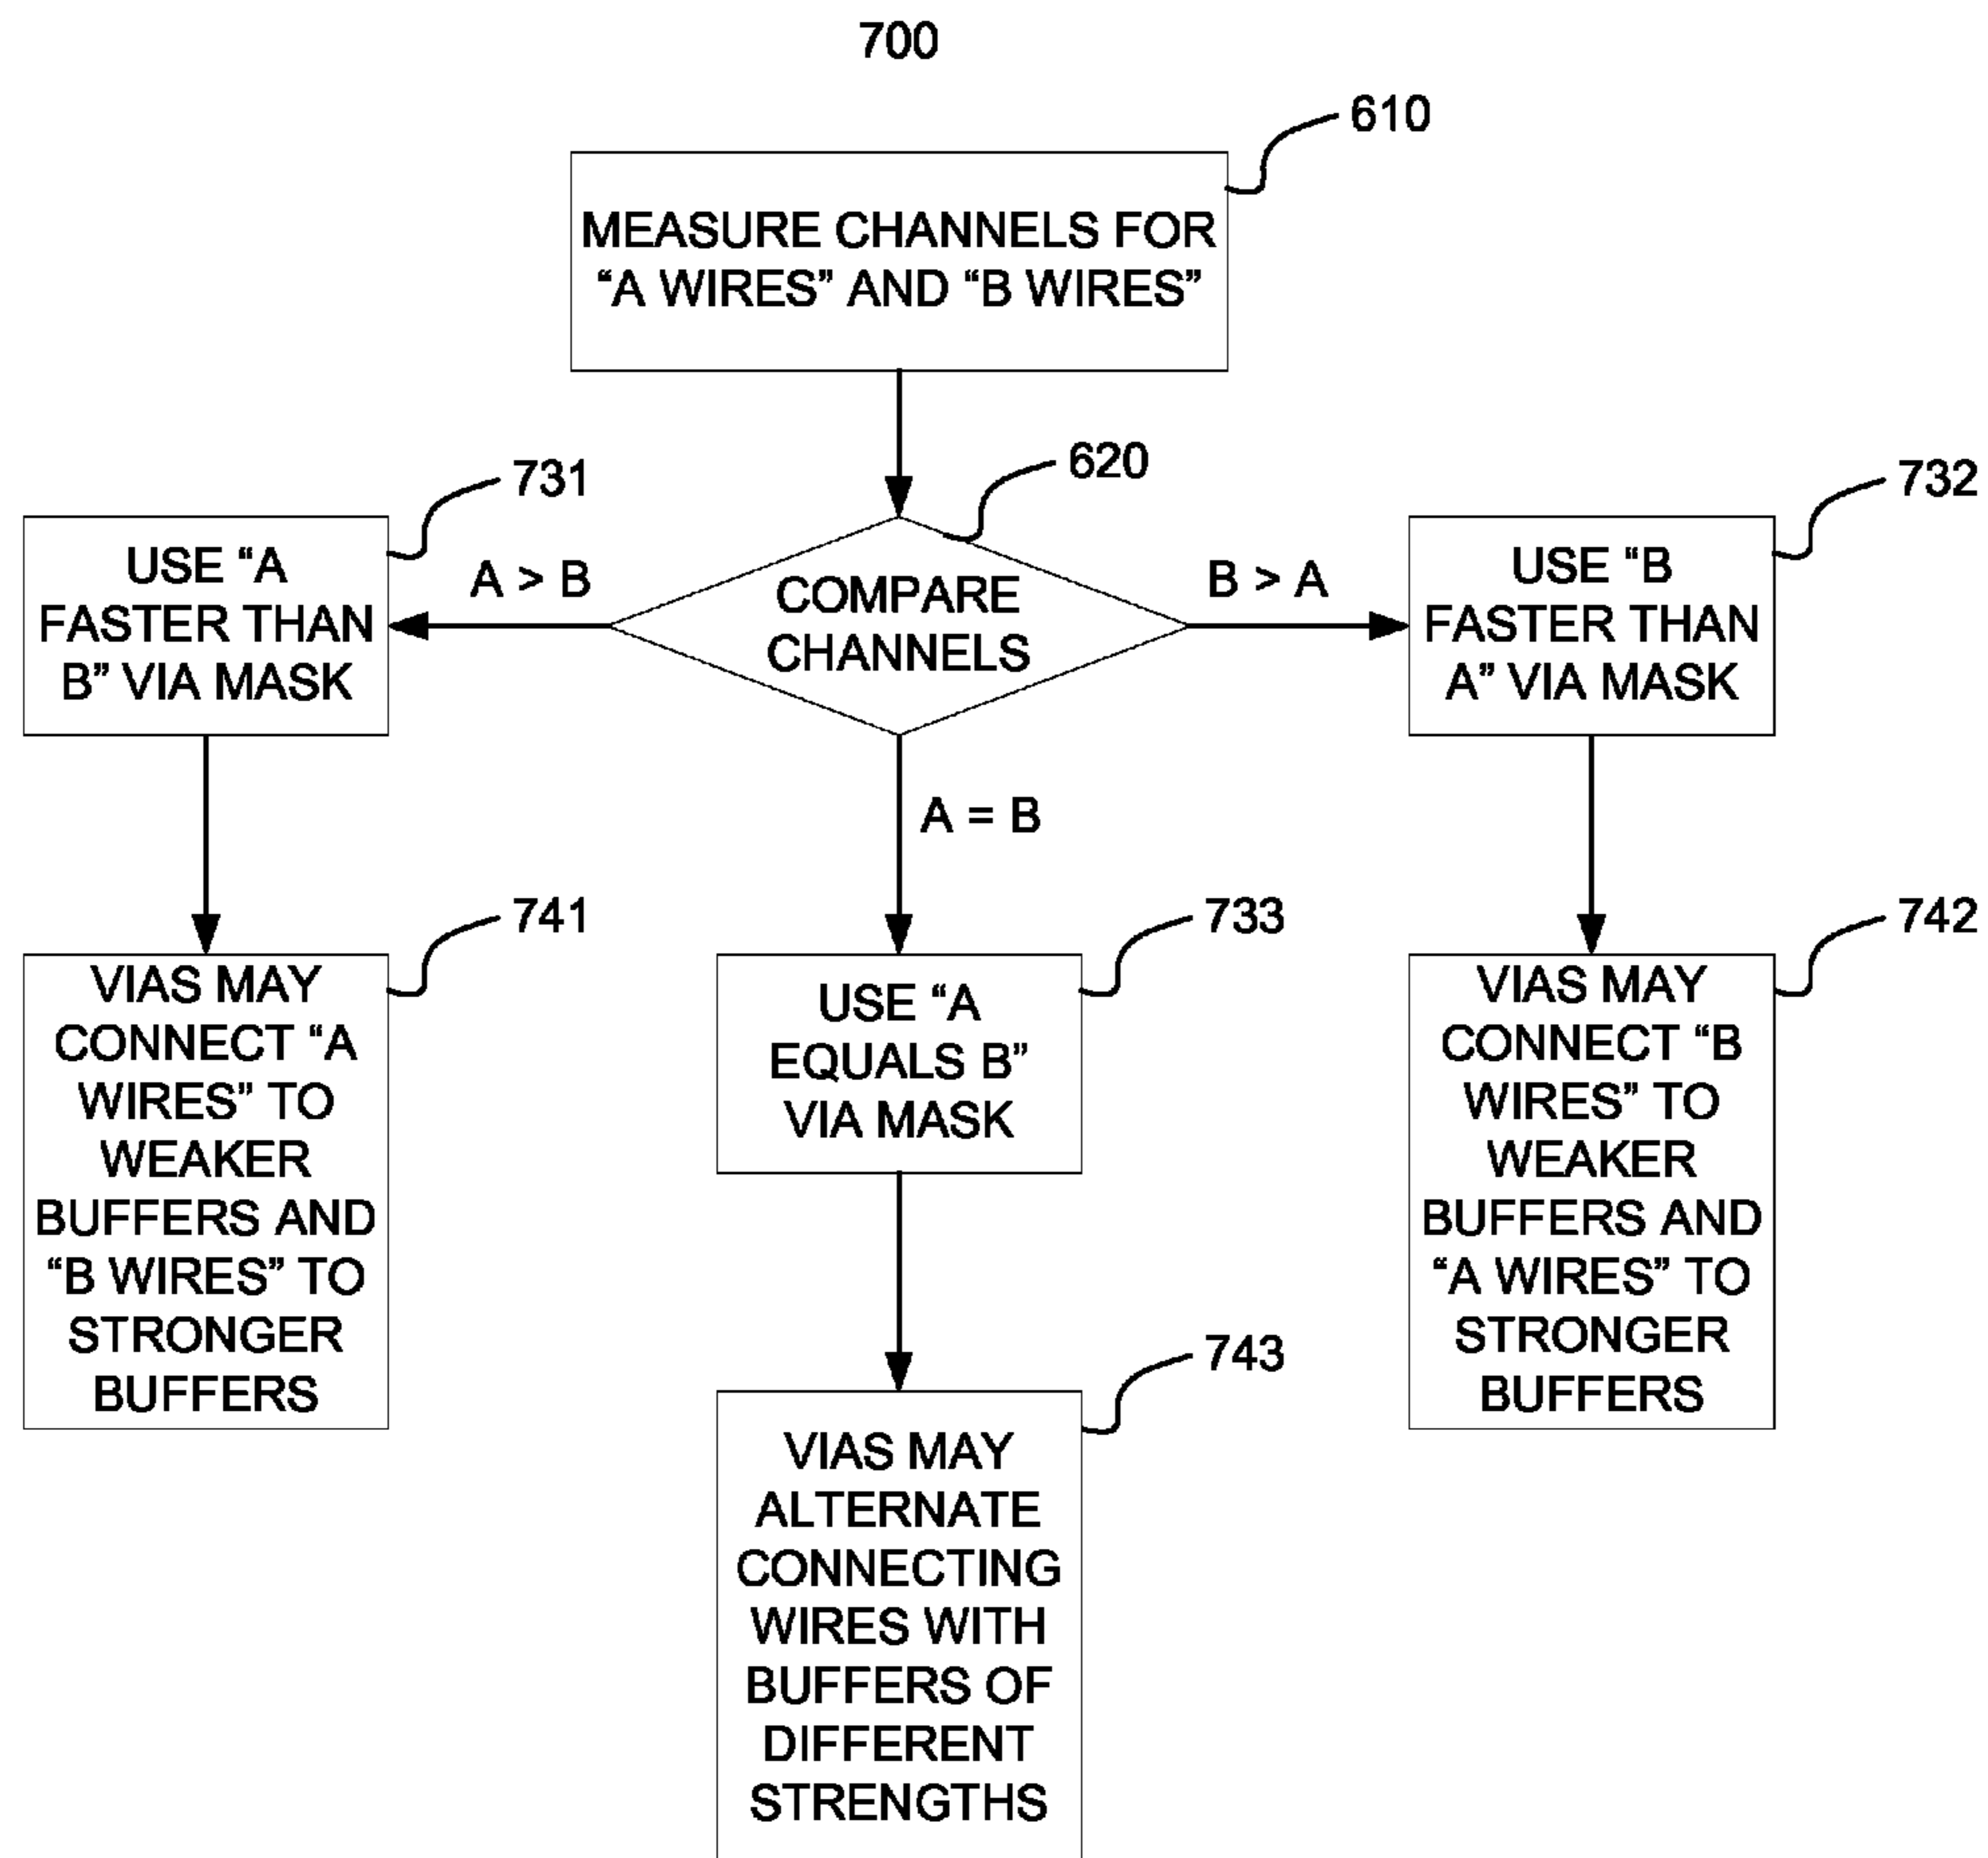 700
610
MEASURE CHANNELS FOR
“A WIRES” AND “B WIRES”
620
COMPARE
CHANNELS
A > B
B > A
A = B
731
USE “A
FASTER THAN
B” VIA MASK
732
USE “B
FASTER THAN
A” VIA MASK
741
VIAS MAY
CONNECT “A
WIRES” TO
WEAKER
BUFFERS AND
“B WIRES” TO
STRONGER
BUFFERS
733
USE “A
EQUALS B”
VIA MASK
742
VIAS MAY
CONNECT “B
WIRES” TO
WEAKER
BUFFERS AND
“A WIRES” TO
STRONGER
BUFFERS
743
VIAS MAY
ALTERNATE
CONNECTING
WIRES WITH
BUFFERS OF
DIFFERENT
STRENGTHS